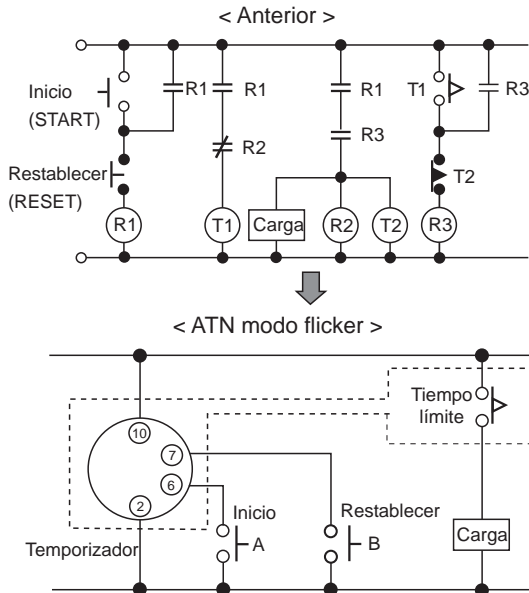 < Anterior >
Inicio
(START)
R1
R1
R1
T1
R3
R2
R3
Restablecer
(RESET)
T2
R1
T1
Carga
R2
T2
R3
< ATN modo flicker >
Tiempo
límite
10
7
6
2
Inicio
A
Restablecer
B
Temporizador
Carga